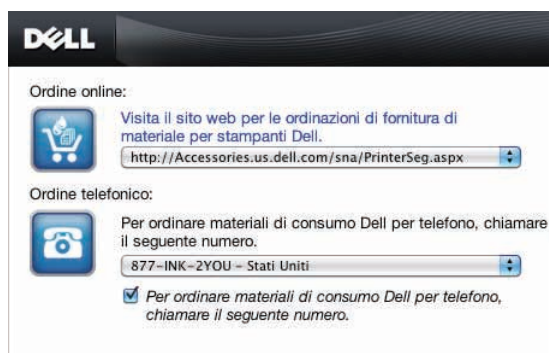 DELL
Ordine online:
Visita il sito web per le ordinazioni di fornitura di
materiale per stampanti Dell.
http://Accessories.us.dell.com/sna/PrinterSeg.aspx
Ordine telefonico:
Per ordinare materiali di consumo Dell per telefono, chiamare
il seguente numero.
877-INK-2YOU - Stati Uniti
Per ordinare materiali di consumo Dell per telefono,
chiamare il seguente numero.